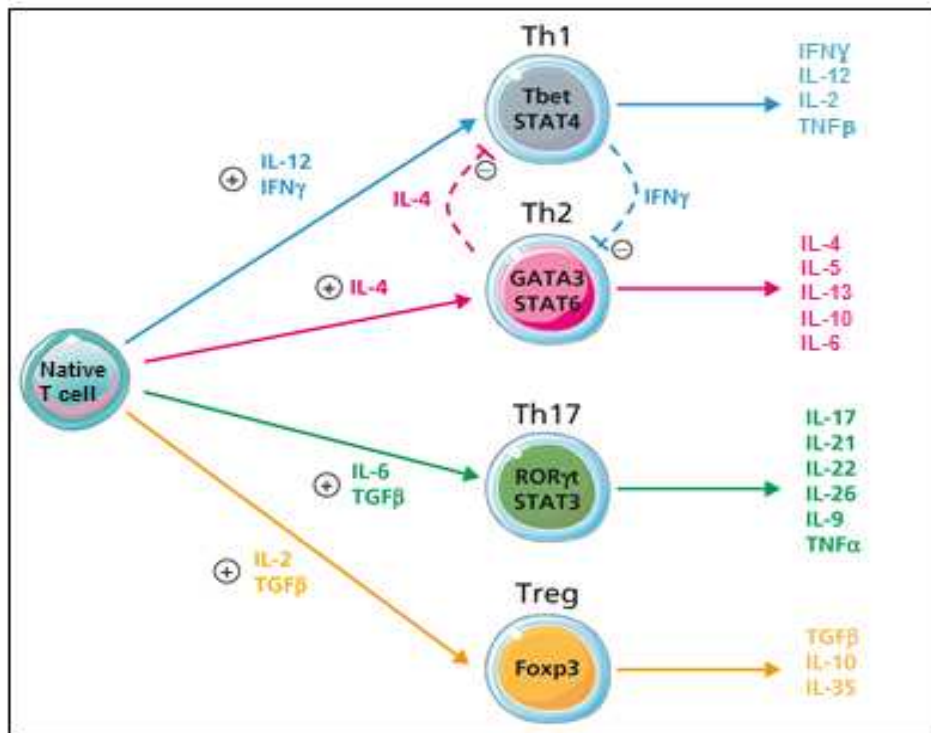 Th1
Tbet
STAT4
IFNƔ
IL-12
IL-2
TNFβ
+
IL-12
IFNγ
−
IL-4
IFNγ
−
Th2
GATA3
STAT6
IL-4
IL-5
IL-13
IL-10
IL-6
+
IL-4
Native
T cell
Th17
RORγt
STAT3
IL-17
IL-21
IL-22
IL-26
IL-9
TNFα
+
IL-6
TGFβ
+
IL-2
TGFβ
Treg
Foxp3
TGFβ
IL-10
IL-35